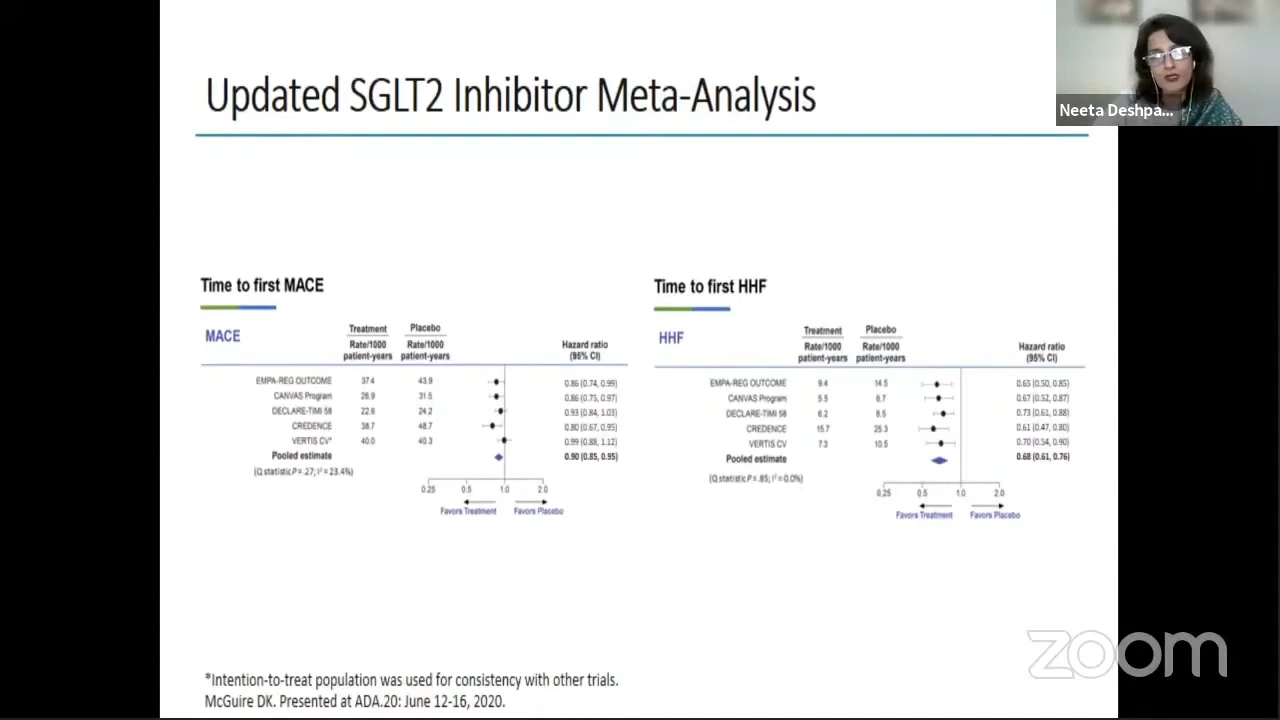 Updated SGLT2 Inhibitor Meta-Analysis
Neeta Deshpa...
Time to first MACE
MACE
Treatment Placebo
Rate/1000 patient-years Rate/1000 patient-years Hazard ratio (95% CI)
EMPA-REG OUTCOME 37.4 43.9 0.86 (0.74, 0.99)
CANVAS Program 26.9 31.5 0.86 (0.75, 0.97)
DECLARE-TIMI 58 22.6 24.2 0.93 (0.84, 1.03)
CREDENCE 38.7 48.7 0.80 (0.67, 0.95)
VERTIS CV* 40.0 40.3 0.99 (0.88, 1.12)
Pooled estimate 0.90 (0.85, 0.95)
(Q statistic P = .27; I² = 23.4%)
0.25 0.5 1.0 2.0
Favors Treatment Favors Placebo
Time to first HHF
HHF
Treatment Placebo
Rate/1000 patient-years Rate/1000 patient-years Hazard ratio (95% CI)
EMPA-REG OUTCOME 9.4 14.5 0.65 (0.50, 0.85)
CANVAS Program 5.5 8.7 0.67 (0.52, 0.87)
DECLARE-TIMI 58 6.2 8.5 0.73 (0.61, 0.88)
CREDENCE 15.7 25.3 0.61 (0.47, 0.80)
VERTIS CV 7.3 10.5 0.70 (0.54, 0.90)
Pooled estimate 0.68 (0.61, 0.76)
(Q statistic P = .85; I² = 0.0%)
0.25 0.5 1.0 2.0
Favors Treatment Favors Placebo
zoom
*Intention-to-treat population was used for consistency with other trials.
McGuire DK. Presented at ADA.20: June 12-16, 2020.